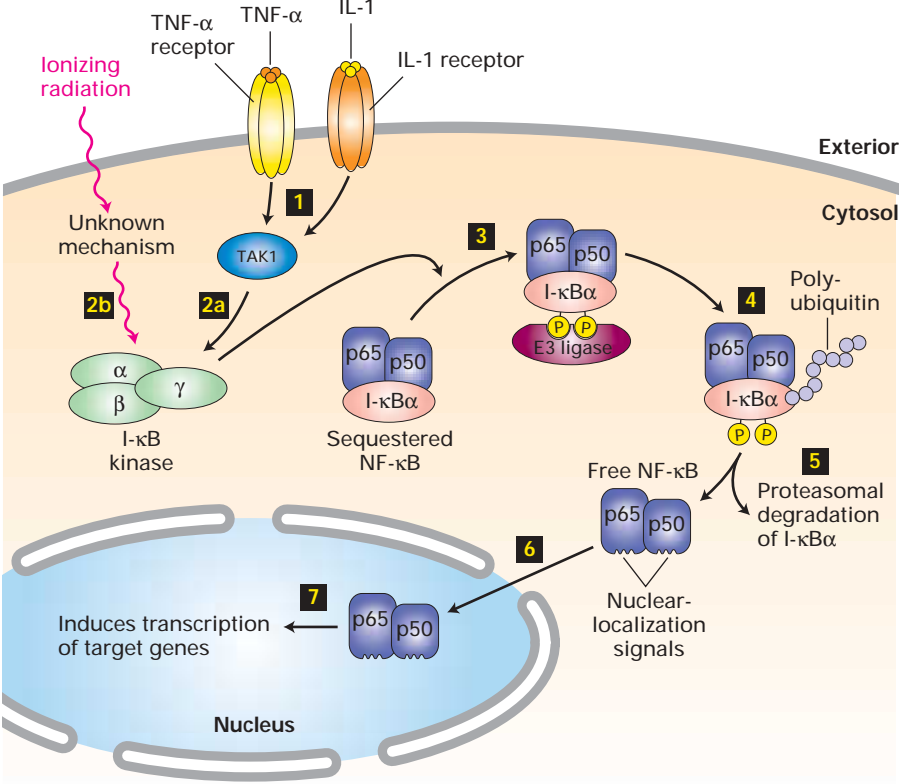 TNF-α
receptor
TNF-α
IL-1
IL-1 receptor
Ionizing
radiation
Exterior
Cytosol
1
Unknown
mechanism
TAK1
2b
2a
3
p65
p50
I-κBα
P
P
E3 ligase
4
Poly-
ubiquitin
p65
p50
I-κBα
P
P
α
β
γ
I-κB
kinase
p65
p50
I-κBα
Sequestered
NF-κB
5
Proteasomal
degradation
of I-κBα
Free NF-κB
p65
p50
Nuclear-
localization
signals
6
7
p65
p50
Induces transcription
of target genes
Nucleus